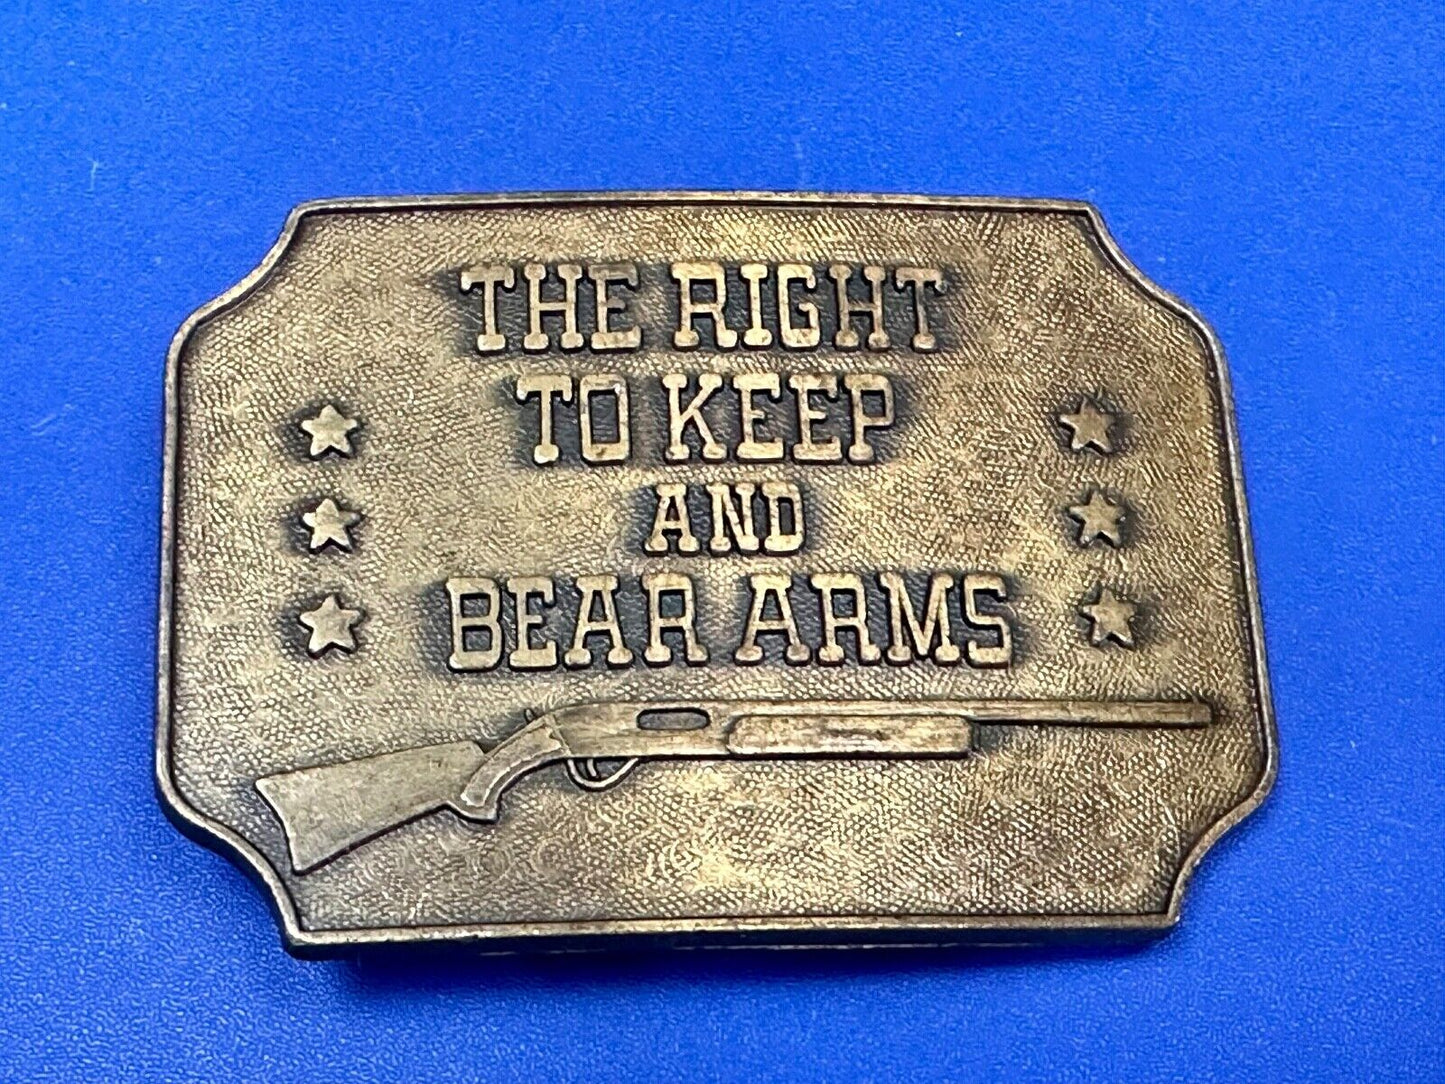 THE RIGHT
TO KEEP
AND
BEAR ARMS